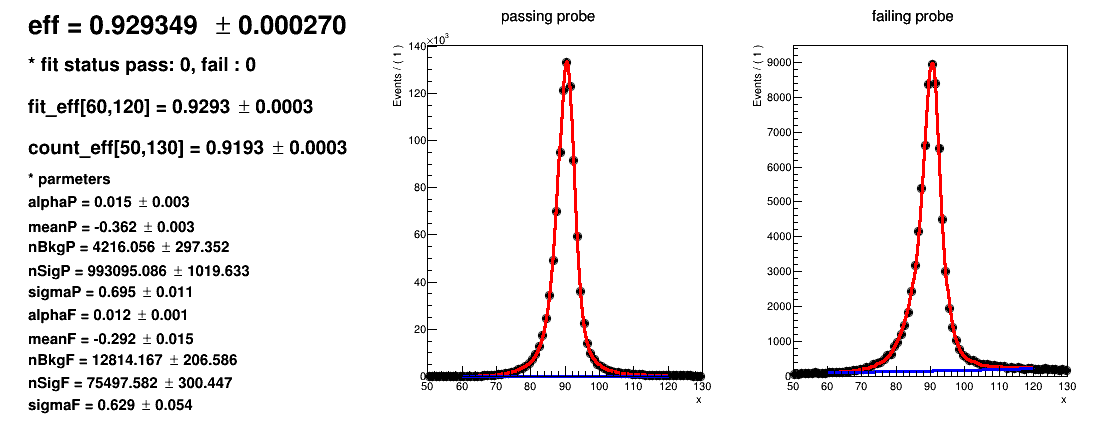 eff = 0.929349 ± 0.000270
* fit status pass: 0, fail : 0
fit_eff[60,120] = 0.9293 ± 0.0003
count_eff[50,130] = 0.9193 ± 0.0003
* parmeters
alphaP = 0.015 ± 0.003
meanP = -0.362 ± 0.003
nBkgP = 4216.056 ± 297.352
nSigP = 993095.086 ± 1019.633
sigmaP = 0.695 ± 0.011
alphaF = 0.012 ± 0.001
meanF = -0.292 ± 0.015
nBkgF = 12814.167 ± 206.586
nSigF = 75497.582 ± 300.447
sigmaF = 0.629 ± 0.054
passing probe
×10³
Events / ( 1 )
140
120
100
80
60
40
20
0
50 60 70 80 90 100 110 120 130
x
failing probe
Events / ( 1 )
9000
8000
7000
6000
5000
4000
3000
2000
1000
0
50 60 70 80 90 100 110 120 130
x